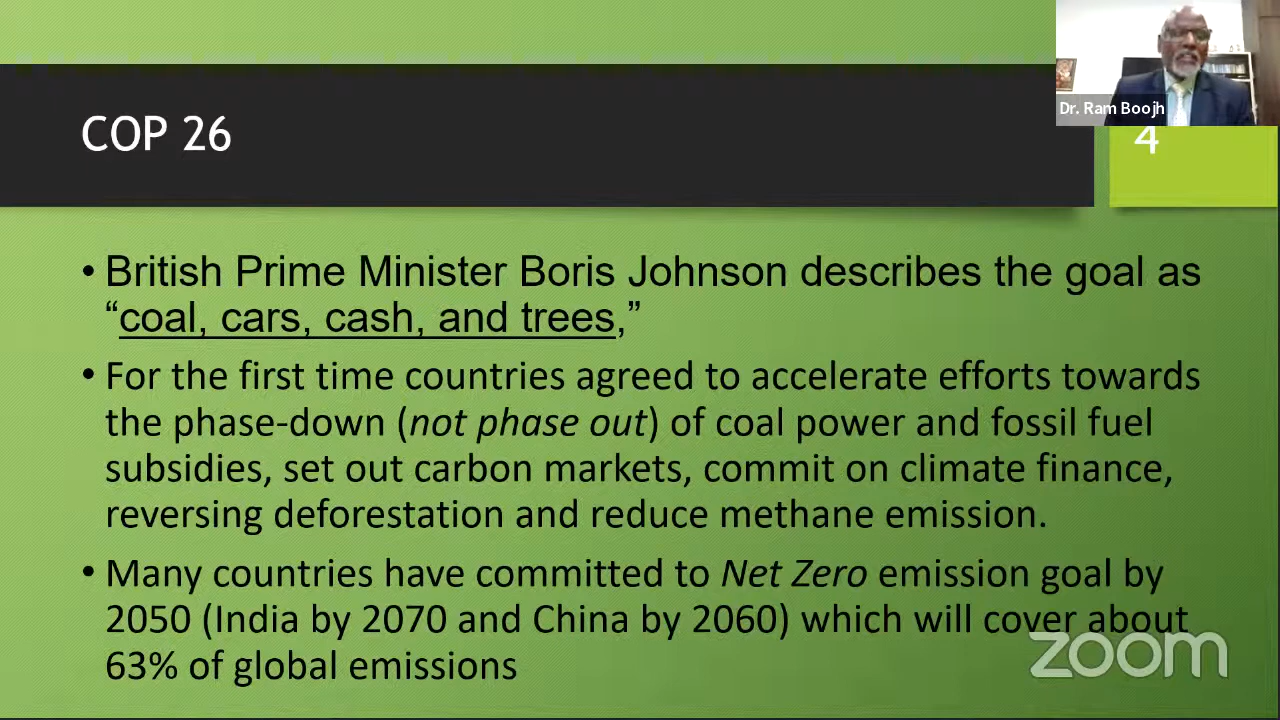 Dr. Ram Boojh
COP 26
4
• British Prime Minister Boris Johnson describes the goal as
“coal, cars, cash, and trees,”
• For the first time countries agreed to accelerate efforts towards
the phase-down (not phase out) of coal power and fossil fuel
subsidies, set out carbon markets, commit on climate finance,
reversing deforestation and reduce methane emission.
• Many countries have committed to Net Zero emission goal by
2050 (India by 2070 and China by 2060) which will cover about
63% of global emissions
zoom